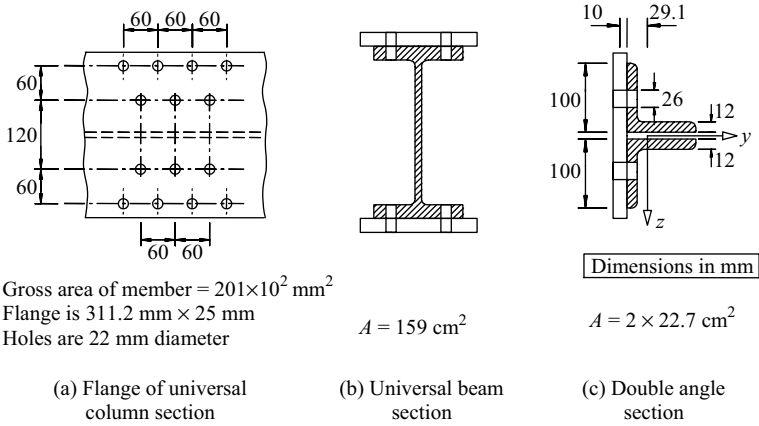 60 60 60
60
120
60
60 60
10 29.1
100
26
12
y
12
100
z
Dimensions in mm
Gross area of member = 201×10² mm²
Flange is 311.2 mm × 25 mm
Holes are 22 mm diameter
A = 159 cm²
A = 2 × 22.7 cm²
(a) Flange of universal
column section
(b) Universal beam
section
(c) Double angle
section